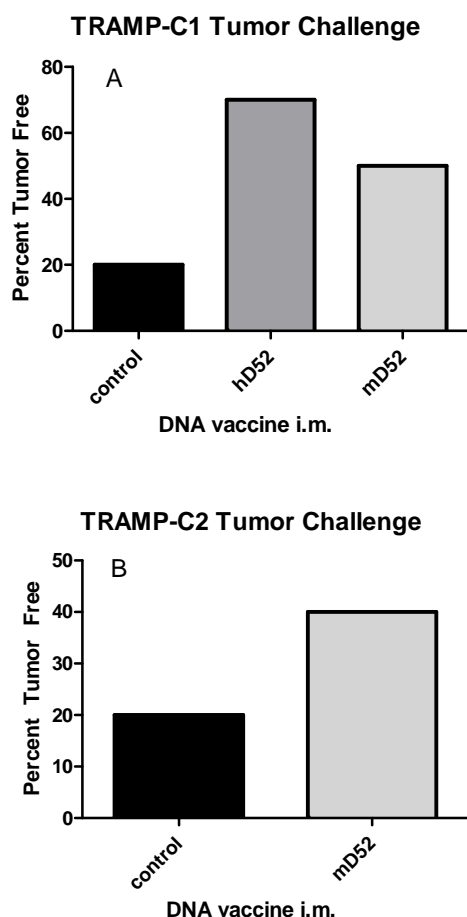 TRAMP-C1 Tumor Challenge
A
Percent Tumor Free
80
60
40
20
0
control
hD52
mD52
DNA vaccine i.m.
TRAMP-C2 Tumor Challenge
B
Percent Tumor Free
50
40
30
20
10
0
control
mD52
DNA vaccine i.m.